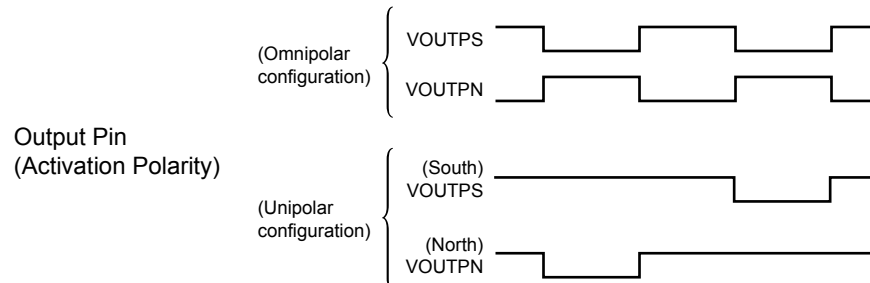 Output Pin
(Activation Polarity)
(Omnipolar
configuration)
VOUTPS
VOUTPN
(Unipolar
configuration)
(South)
VOUTPS
(North)
VOUTPN